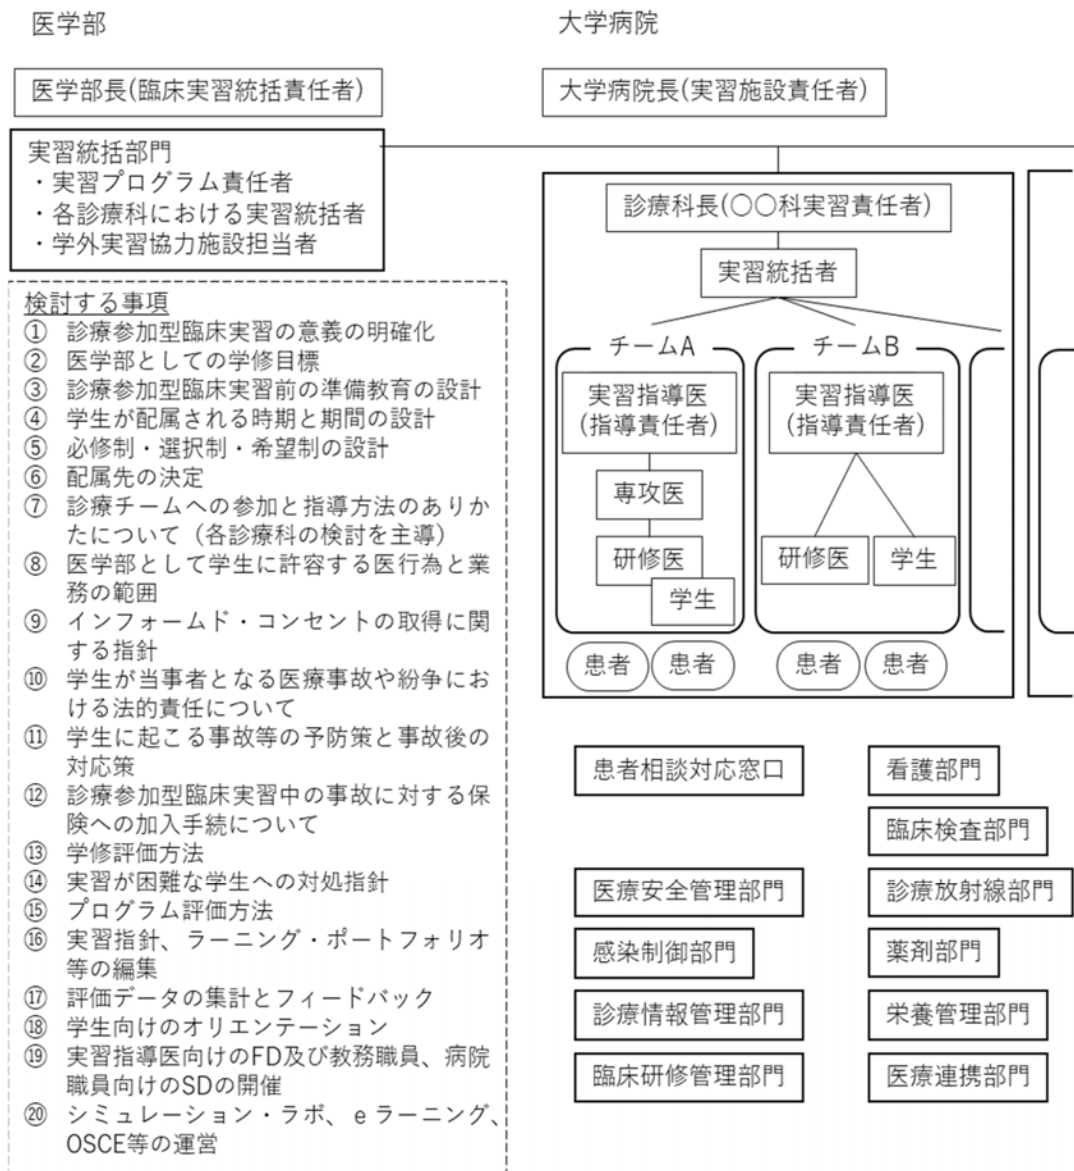 医学部
医学部長(臨床実習統括責任者)
実習統括部門
・実習プログラム責任者
・各診療科における実習統括者
・学外実習協力施設担当者
検討する事項
① 診療参加型臨床実習の意義の明確化
② 医学部としての学修目標
③ 診療参加型臨床実習前の準備教育の設計
④ 学生が配属される時期と期間の設計
⑤ 必修制・選択制・希望制の設計
⑥ 配属先の決定
⑦ 診療チームへの参加と指導方法のありか
たについて（各診療科の検討を主導）
⑧ 医学部として学生に許容する医行為と業
務の範囲
⑨ インフォームド・コンセントの取得に関
する指針
⑩ 学生が当事者となる医療事故や紛争にお
ける法的責任について
⑪ 学生に起こる事故等の予防策と事故後の
対応策
⑫ 診療参加型臨床実習中の事故に対する保
険への加入手続について
⑬ 学修評価方法
⑭ 実習が困難な学生への対処指針
⑮ プログラム評価方法
⑯ 実習指針、ラーニング・ポートフォリオ
等の編集
⑰ 評価データの集計とフィードバック
⑱ 学生向けのオリエンテーション
⑲ 実習指導医向けのFD及び教務職員、病院
職員向けのSDの開催
⑳ シミュレーション・ラボ、eラーニング、
OSCE等の運営
大学病院
大学病院長(実習施設責任者)
診療科長(〇〇科実習責任者)
実習統括者
チームA
実習指導医
(指導責任者)
専攻医
研修医
学生
患者
患者
チームB
実習指導医
(指導責任者)
研修医
学生
患者
患者
患者相談対応窓口
医療安全管理部門
感染制御部門
診療情報管理部門
臨床研修管理部門
看護部門
臨床検査部門
診療放射線部門
薬剤部門
栄養管理部門
医療連携部門